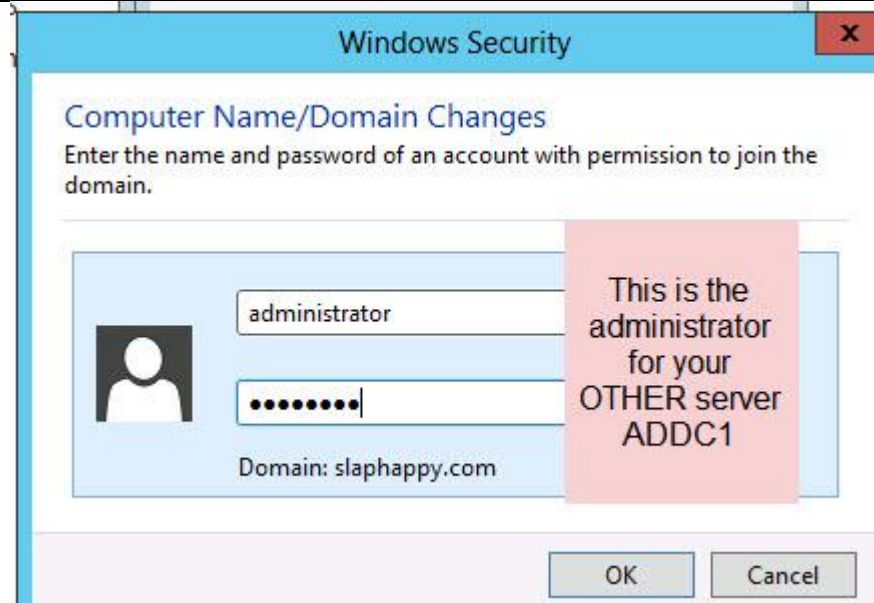 Windows Security
x
Computer Name/Domain Changes
Enter the name and password of an account with permission to join the
domain.
administrator
●●●●●●●●
Domain: slaphappy.com
This is the
administrator
for your
OTHER server
ADDC1
OK
Cancel